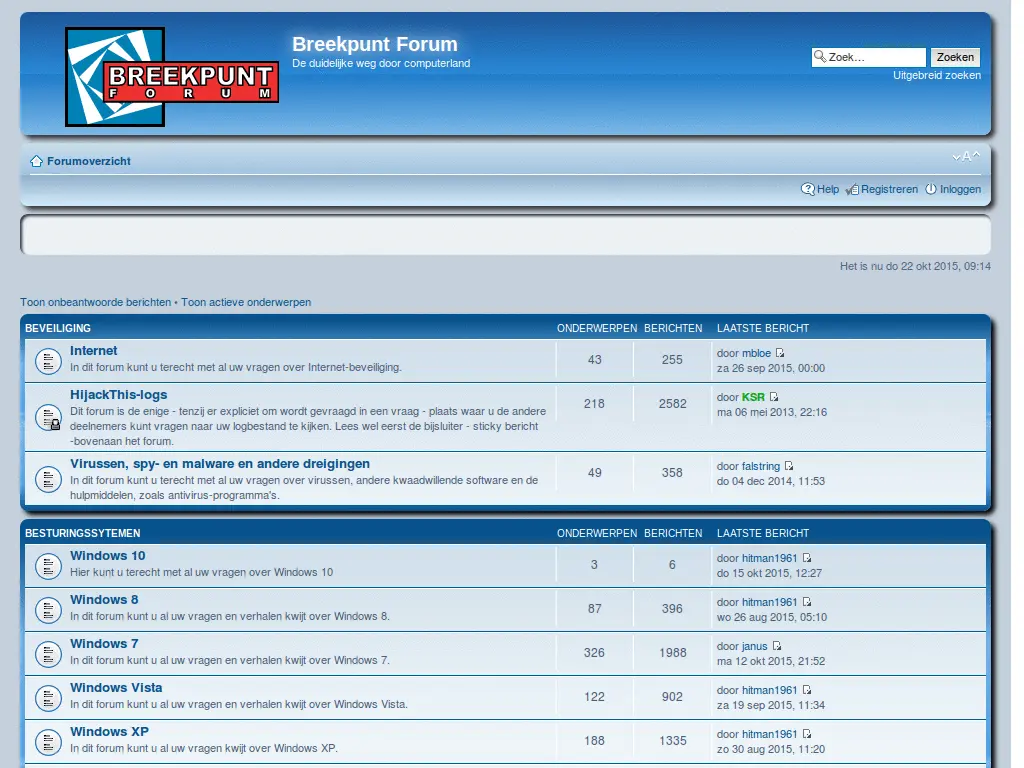 BREEKPUNT
FORUM
Breekpunt Forum
De duidelijke weg door computerland
Zoek… Zoeken
Uitgebreid zoeken
Forumoverzicht
A
Help Registreren Inloggen
Het is nu do 22 okt 2015, 09:14
Toon onbeantwoorde berichten • Toon actieve onderwerpen
BEVEILIGING ONDERWERPEN BERICHTEN LAATSTE BERICHT
Internet
In dit forum kunt u terecht met al uw vragen over Internet-beveiliging.
43 255
door mbloe
za 26 sep 2015, 00:00
HijackThis-logs
Dit forum is de enige - tenzij er expliciet om wordt gevraagd in een vraag - plaats waar u de andere
deelnemers kunt vragen naar uw logbestand te kijken. Lees wel eerst de bijsluiter - sticky bericht
-bovenaan het forum.
218 2582
door KSR
ma 06 mei 2013, 22:16
Virussen, spy- en malware en andere dreigingen
In dit forum kunt u terecht met al uw vragen over virussen, andere kwaadwillende software en de
hulpmiddelen, zoals antivirus-programma's.
49 358
door falstring
do 04 dec 2014, 11:53
BESTURINGSSYTEMEN ONDERWERPEN BERICHTEN LAATSTE BERICHT
Windows 10
Hier kunt u terecht met al uw vragen over Windows 10
3 6
door hitman1961
do 15 okt 2015, 12:27
Windows 8
In dit forum kunt u al uw vragen en verhalen kwijt over Windows 8.
87 396
door hitman1961
wo 26 aug 2015, 05:10
Windows 7
In dit forum kunt u al uw vragen en verhalen kwijt over Windows 7.
326 1988
door janus
ma 12 okt 2015, 21:52
Windows Vista
In dit forum kunt u al uw vragen en verhalen kwijt over Windows Vista.
122 902
door hitman1961
za 19 sep 2015, 11:34
Windows XP
In dit forum kunt u al uw vragen kwijt over Windows XP.
188 1335
door hitman1961
zo 30 aug 2015, 11:20